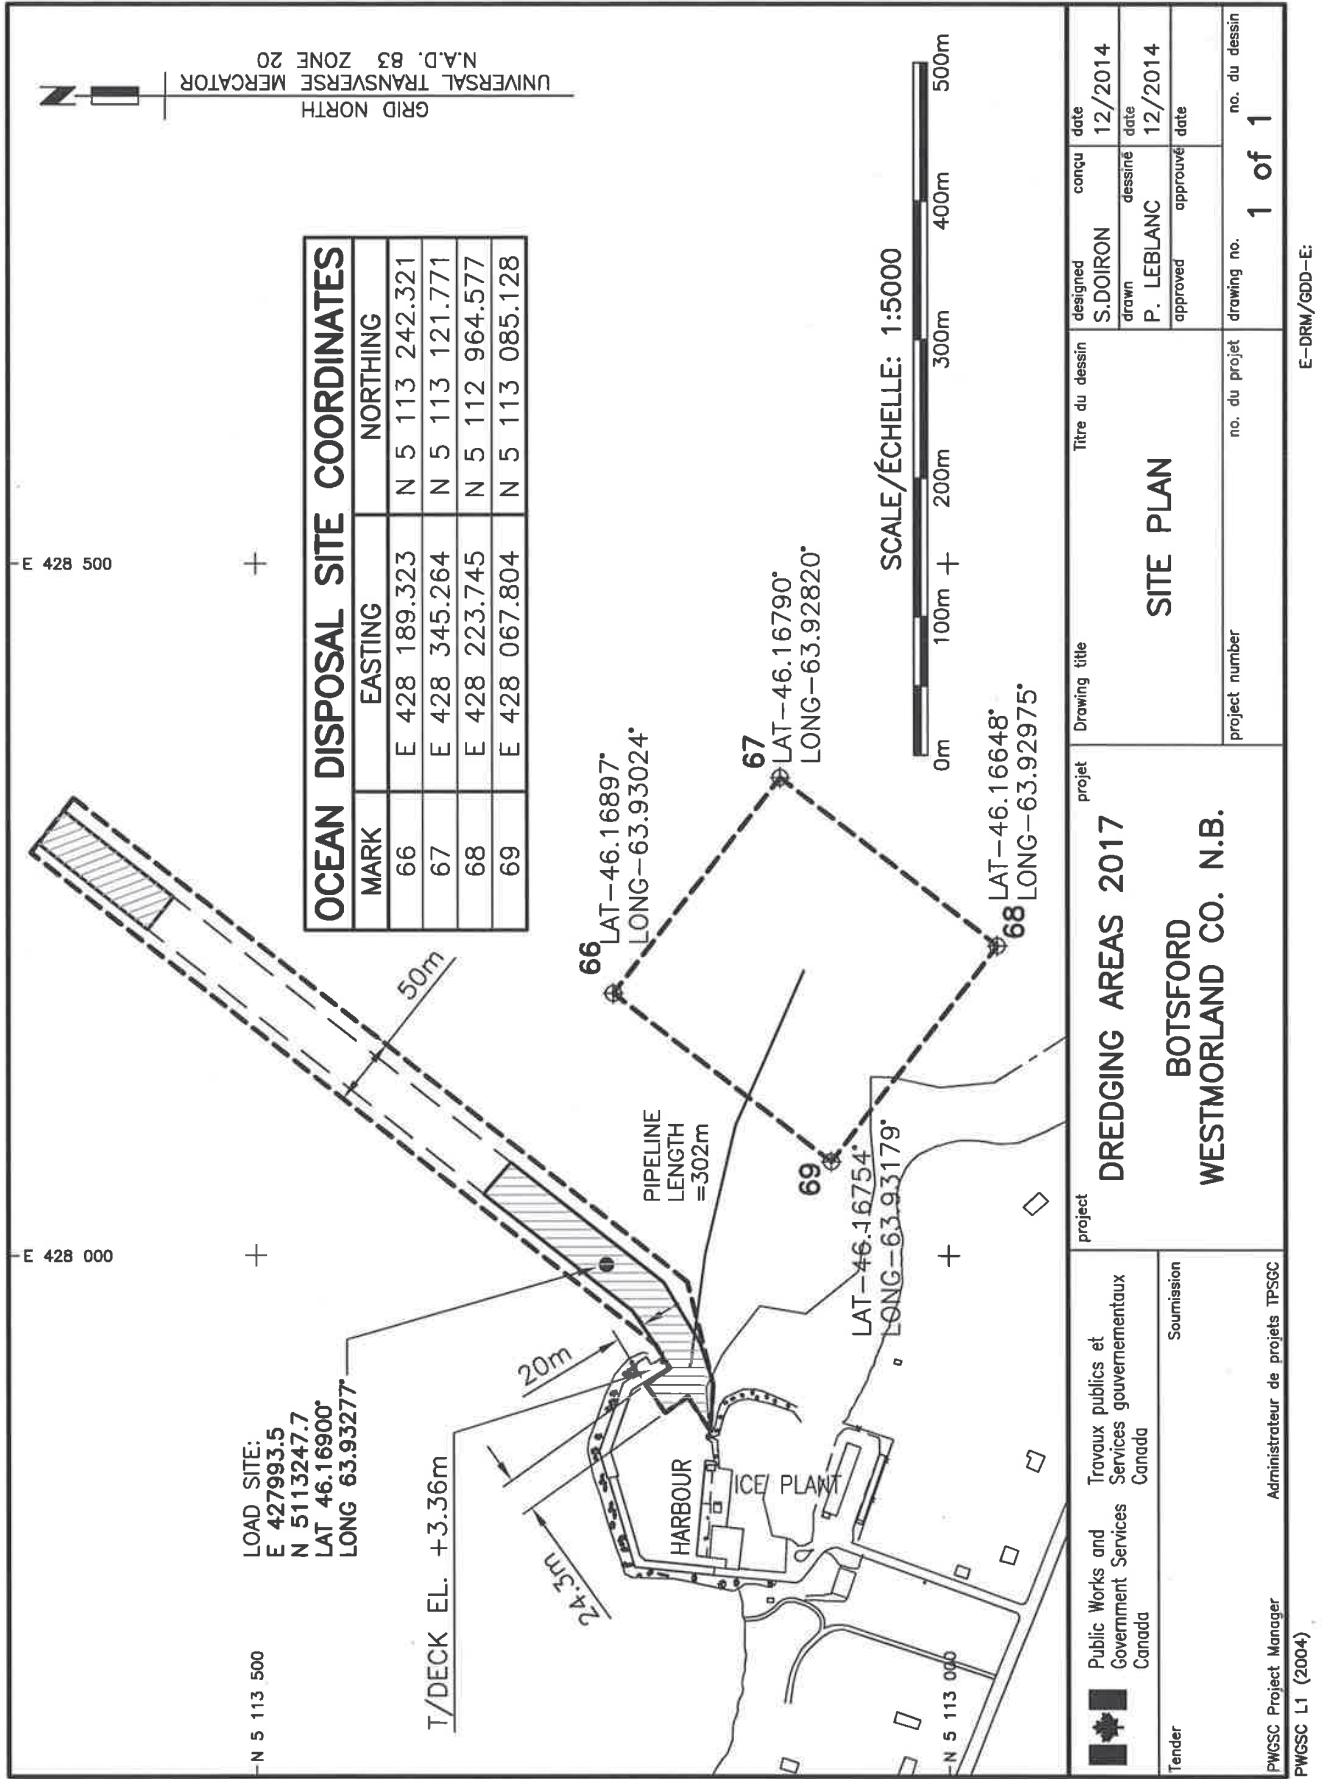 GRID NORTH
UNIVERSAL TRANSVERSE MERCATOR
N.A.D. 83 ZONE 20
N
E 428 000
E 428 500
N 5 113 500
N 5 113 000
LOAD SITE:
E 427993.5
N 5113247.7
LAT 46.16900°
LONG 63.93277°
T/DECK EL. +3.36m
20m
24.3m
50m
HARBOUR
ICE PLANT
PIPELINE
LENGTH
=302m
OCEAN DISPOSAL SITE COORDINATES
MARK EASTING NORTHING
66 E 428 189.323 N 5 113 242.321
67 E 428 345.264 N 5 113 121.771
68 E 428 223.745 N 5 112 964.577
69 E 428 067.804 N 5 113 085.128
66
LAT-46.16897°
LONG-63.93024°
67
LAT-46.16790°
LONG-63.92820°
68
LAT-46.16648°
LONG-63.92975°
69
LAT-46.16754°
LONG-63.93179°
SCALE/ÉCHELLE: 1:5000
0m 100m 200m 300m 400m 500m
Public Works and
Government Services
Canada
Travaux publics et
Services gouvernementaux
Canada
Tender Soumission
PWGSC Project Manager Administrateur de projets TPSGC
project projet
DREDGING AREAS 2017
BOTSFORD
WESTMORLAND CO. N.B.
Drawing title Titre du dessin
SITE PLAN
project number no. du projet
designed conçu
S.DOIRON
date
12/2014
drawn dessiné
P. LEBLANC
date
12/2014
approved approuvé
date
drawing no. no. du dessin
1 of 1
PWGSC L1 (2004)
E-DRM/GDD-E: